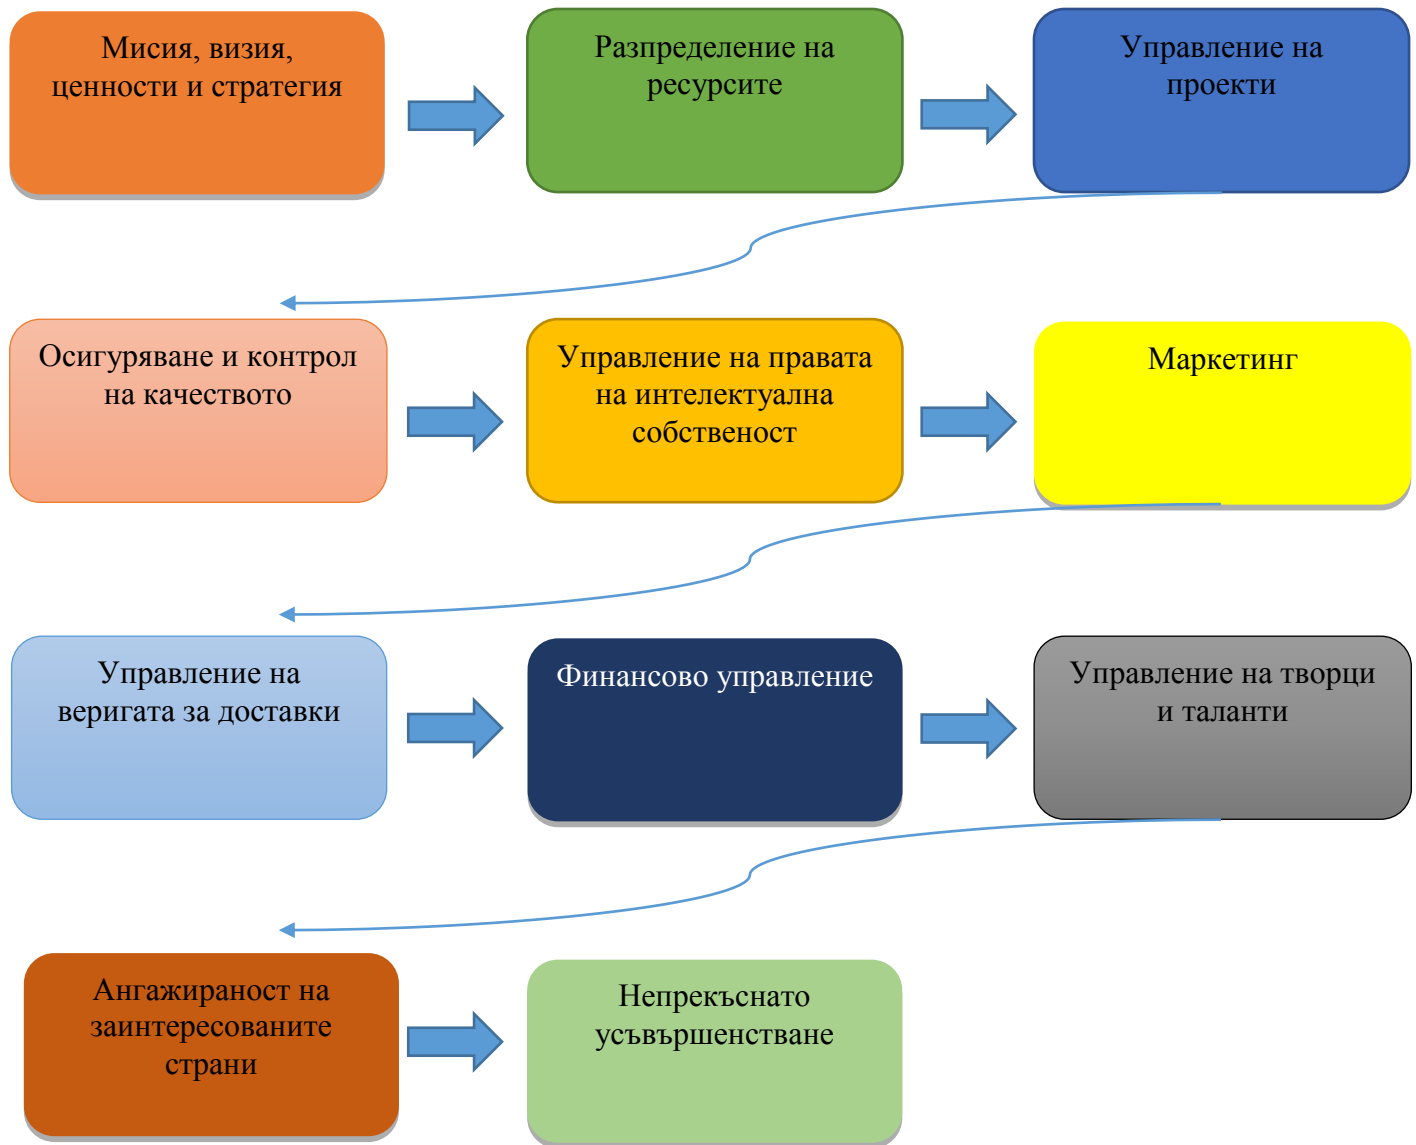 Мисия, визия,
ценности и стратегия
Разпределение на
ресурсите
Управление на
проекти
Осигуряване и контрол
на качеството
Управление на правата
на интелектуална
собственост
Маркетинг
Управление на
веригата за доставки
Финансово управление
Управление на творци
и таланти
Ангажираност на
заинтересованите
страни
Непрекъснато
усъвършенстване